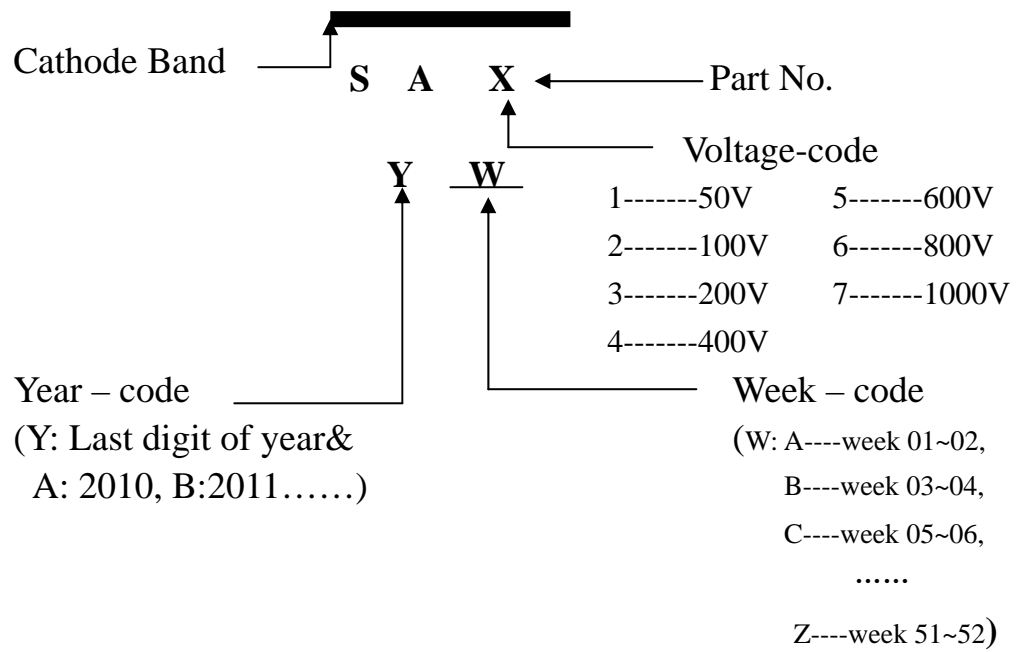 Cathode Band
S A X
Part No.
Voltage-code
Y W
1-------50V 5-------600V
2-------100V 6-------800V
3-------200V 7-------1000V
4-------400V
Year – code
(Y: Last digit of year&
A: 2010, B:2011……)
Week – code
(W: A----week 01~02,
B----week 03~04,
C----week 05~06,
……
Z----week 51~52)